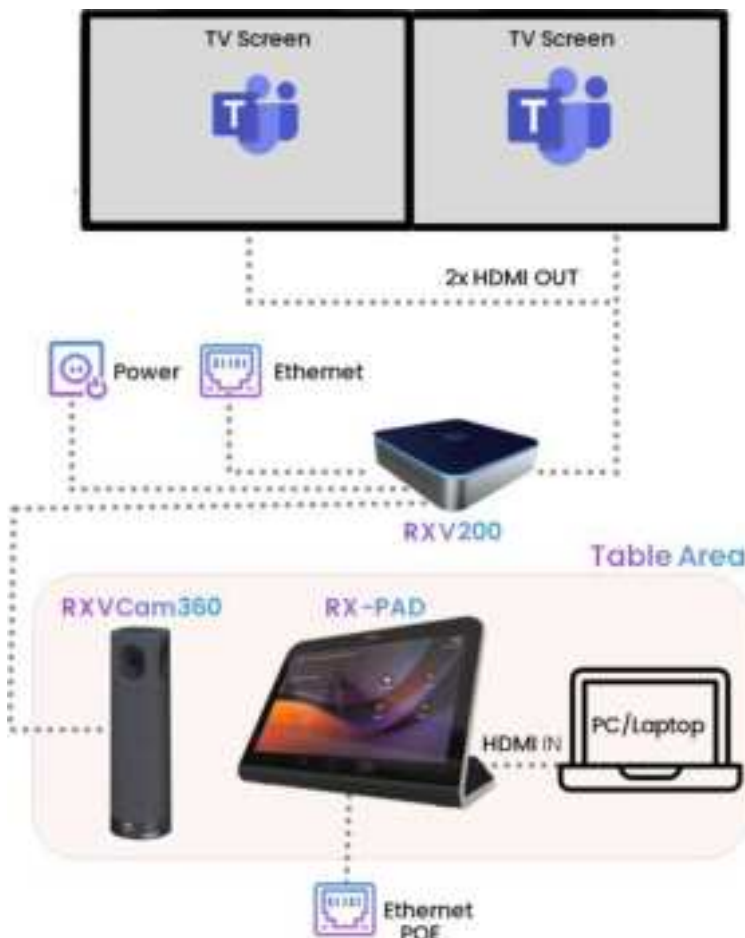 TV Screen
TV Screen
T
T
2x HDMI OUT
Power
Ethernet
RXV200
Table Area
RXVCam360
RX-PAD
PC/Laptop
HDMI IN
Ethernet
POE